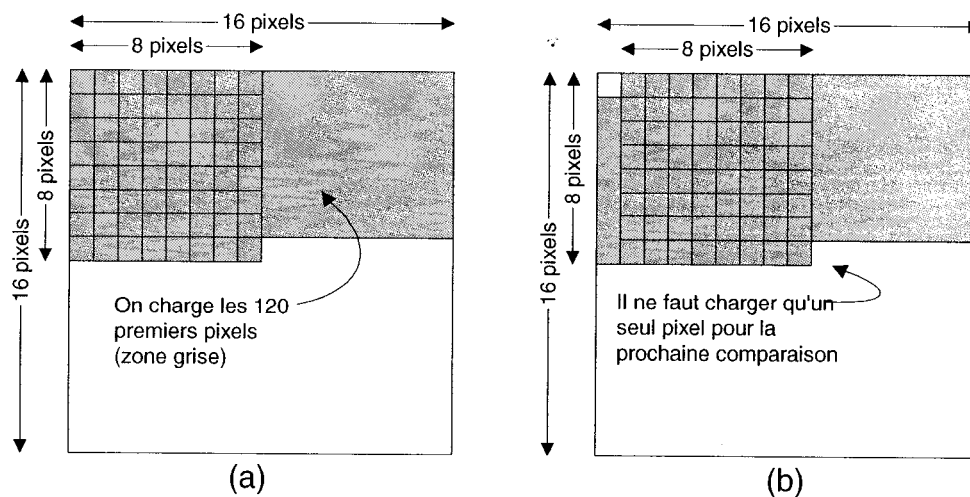 16 pixels
8 pixels
8 pixels
16 pixels
On charge les 120
premiers pixels
(zone grise)
(a)
16 pixels
8 pixels
8 pixels
16 pixels
Il ne faut charger qu'un
seul pixel pour la
prochaine comparaison
(b)